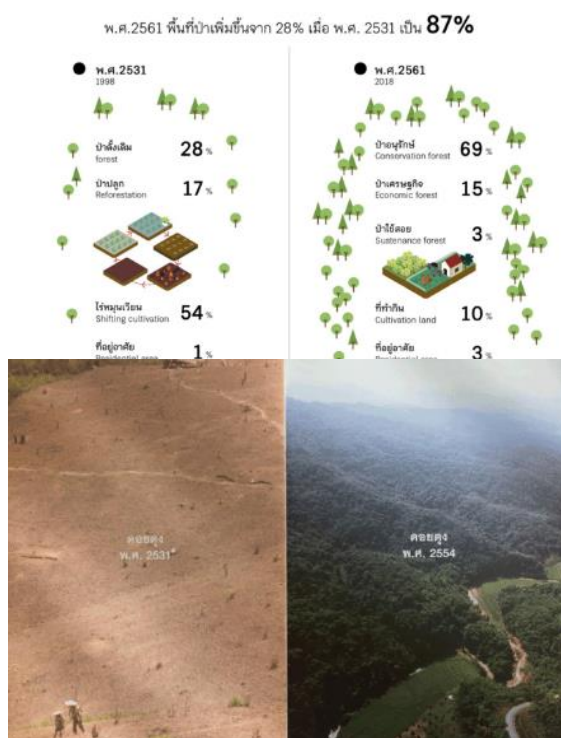 พ.ศ.2561 พื้นที่ป่าเพิ่มขึ้นจาก 28% เมื่อ พ.ศ. 2531 เป็น 87%
พ.ศ.2531
1998
ป่าดั้งเดิม 28 %
forest
ป่าปลูก 17 %
Reforestation
ไร่หมุนเวียน 54 %
Shifting cultivation
ที่อยู่อาศัย 1 %
Residential area
พ.ศ.2561
2018
ป่าอนุรักษ์ 69 %
Conservation forest
ป่าเศรษฐกิจ 15 %
Economic forest
ป่าใช้สอย 3 %
Sustenance forest
ที่ทำกิน 10 %
Cultivation land
ที่อยู่อาศัย 3 %
Residential area
ดอยตุง
พ.ศ. 2531
ดอยตุง
พ.ศ. 2554